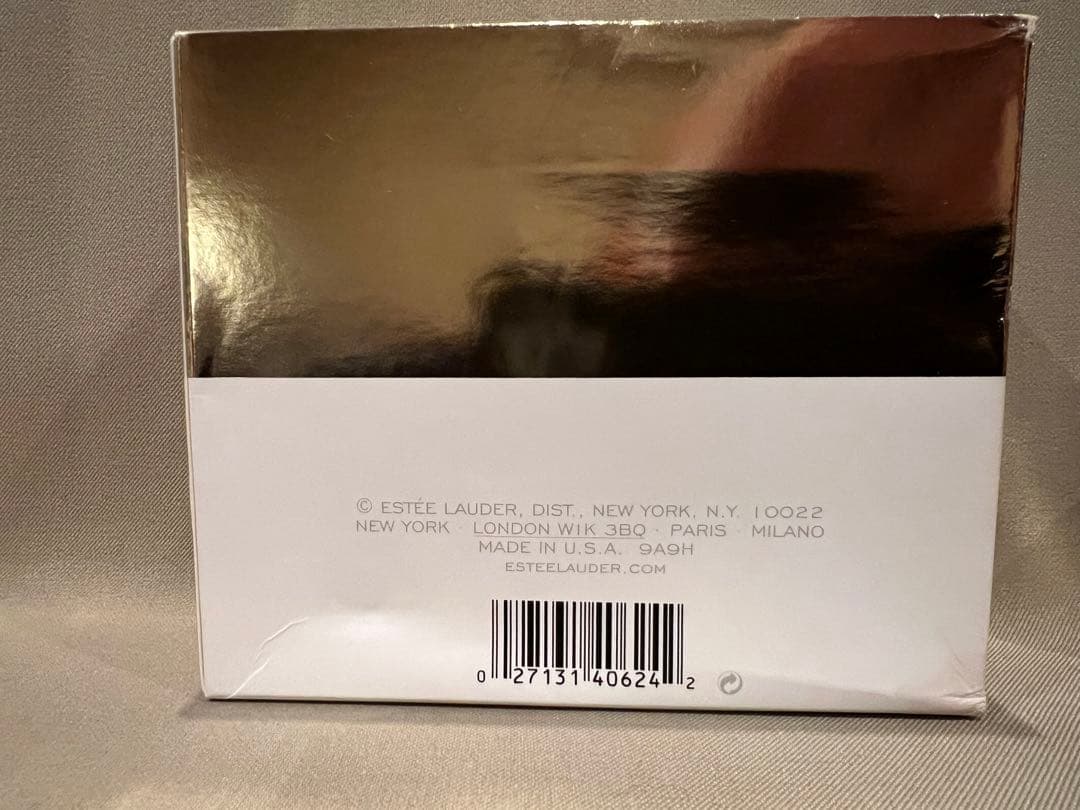 © ESTÉE LAUDER, DIST., NEW YORK, N.Y. 10022
NEW YORK · LONDON W1K 3BQ · PARIS · MILANO
MADE IN U.S.A. 9A9H
ESTEELAUDER.COM
0 27131 40624 2